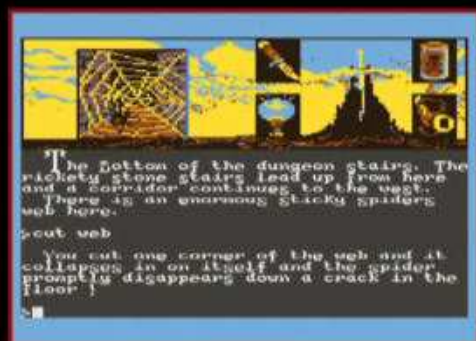 The bottom of the dungeon stairs. The
rickety stone stairs lead up from here
and a corridor continues to the west.
There is an enormous sticky spiders
web here.
>cut web
You cut one corner of the web and it
collapses in on itself and the spider
promptly disappears down a crack in the
floor !
>